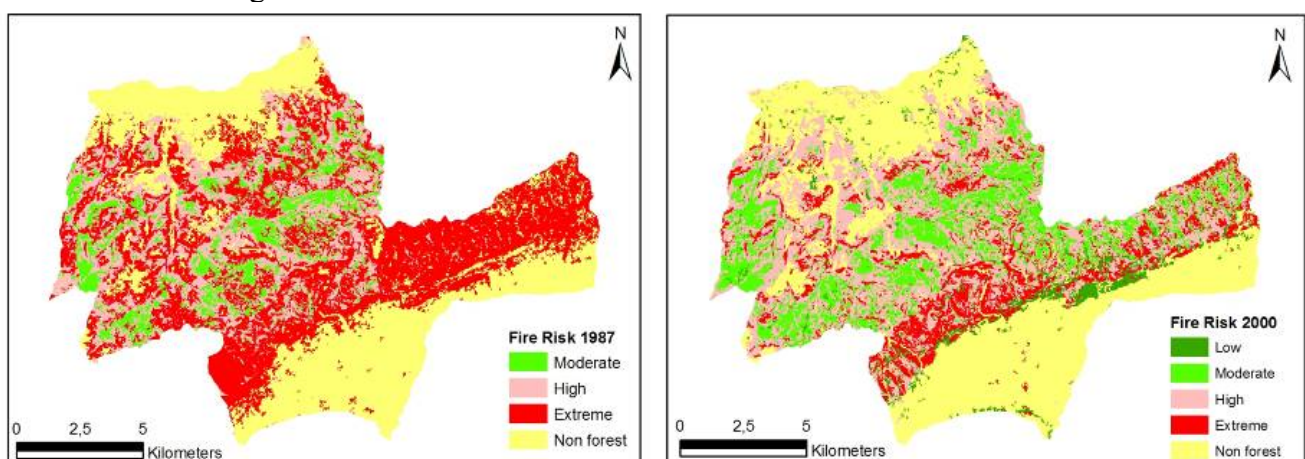 N
Fire Risk 1987
Moderate
High
Extreme
Non forest
0 2,5 5
Kilometers
N
Fire Risk 2000
Low
Moderate
High
Extreme
Non forest
0 2,5 5
Kilometers